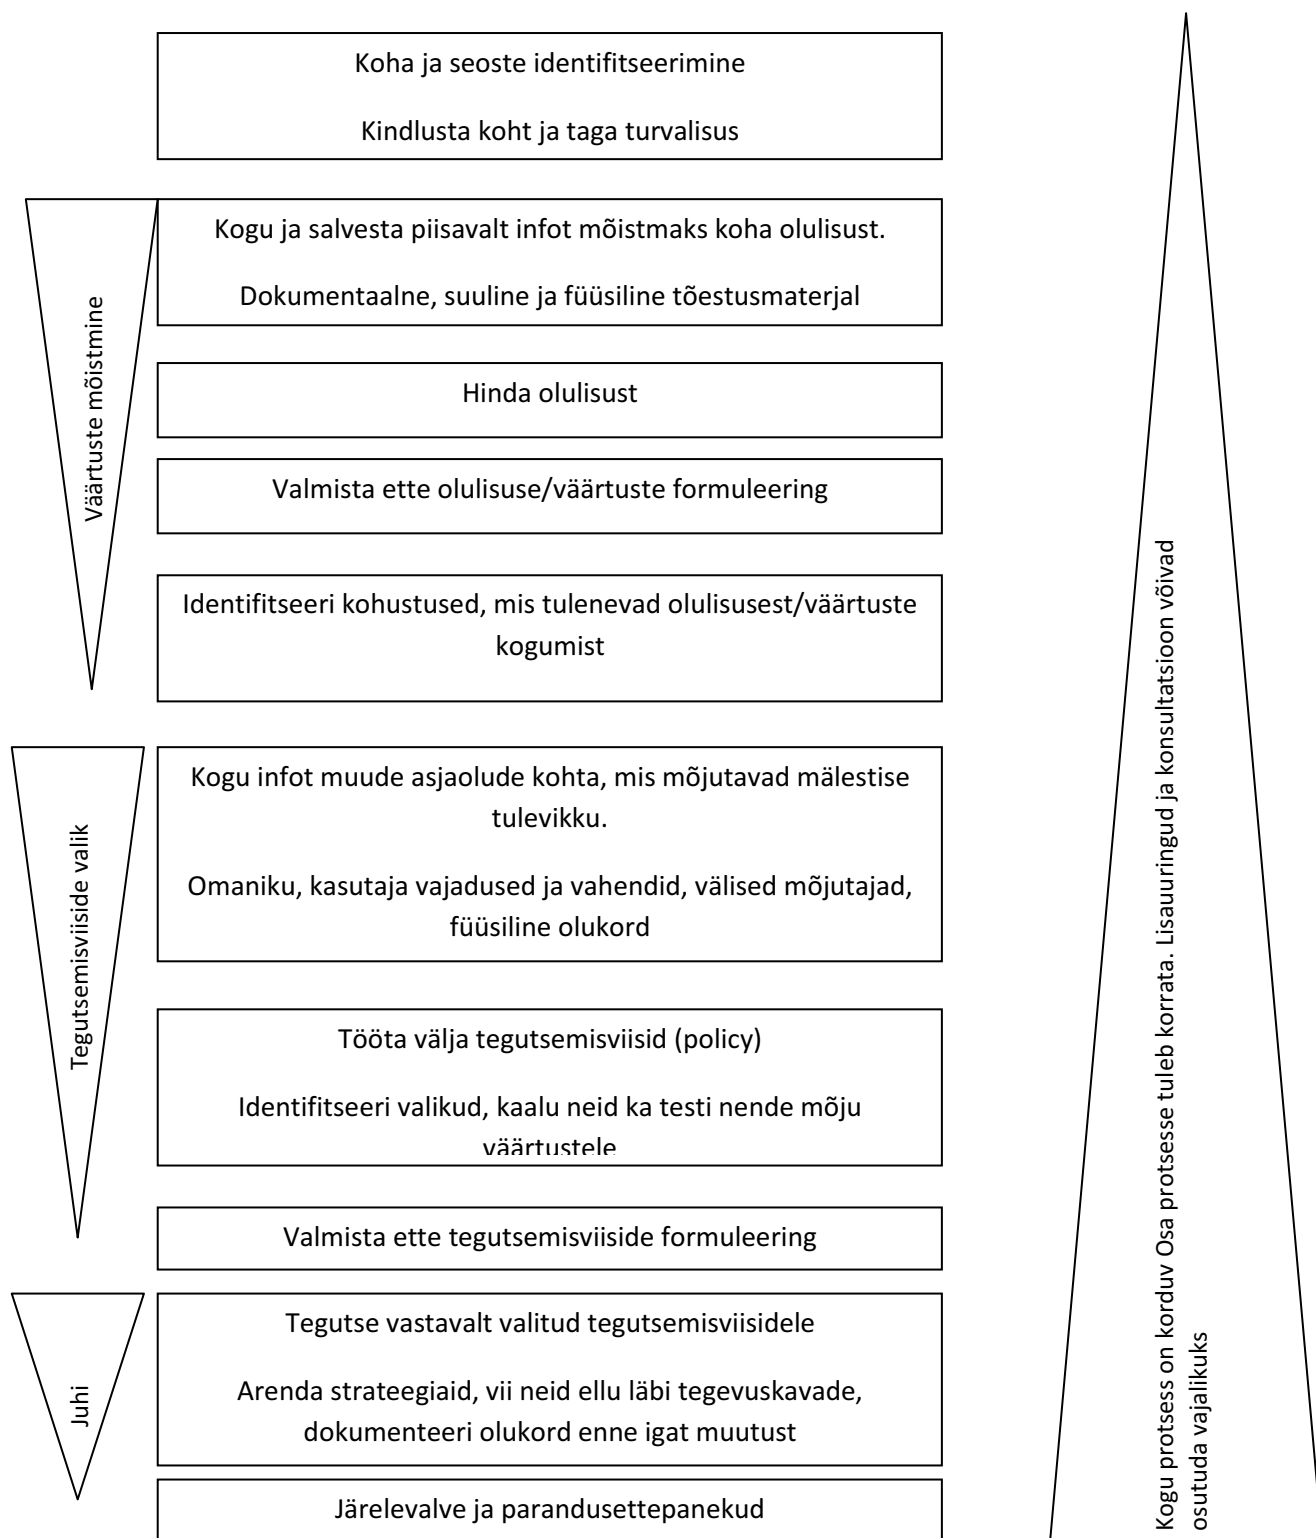 Koha ja seoste identifitseerimine
Kindlusta koht ja taga turvalisus
Väärtuste mõistmine
Kogu ja salvesta piisavalt infot mõistmaks koha olulisust.
Dokumentaalne, suuline ja füüsiline tõestusmaterjal
Hinda olulisust
Valmista ette olulisuse/väärtuste formuleering
Identifitseeri kohustused, mis tulenevad olulisusest/väärtuste
kogumist
Tegutsemisviiside valik
Kogu infot muude asjaolude kohta, mis mõjutavad mälestise
tulevikku.
Omaniku, kasutaja vajadused ja vahendid, välised mõjutajad,
füüsiline olukord
Tööta välja tegutsemisviisid (policy)
Identifitseeri valikud, kaalu neid ka testi nende mõju
väärtustele
Valmista ette tegutsemisviiside formuleering
Juhi
Tegutse vastavalt valitud tegutsemisviisidele
Arenda strateegiaid, vii neid ellu läbi tegevuskavade,
dokumenteeri olukord enne igat muutust
Järelevalve ja parandusettepanekud
Kogu protsess on korduv Osa protsesse tuleb korrata. Lisauuringud ja konsultatsioon võivad
osutuda vajalikuks